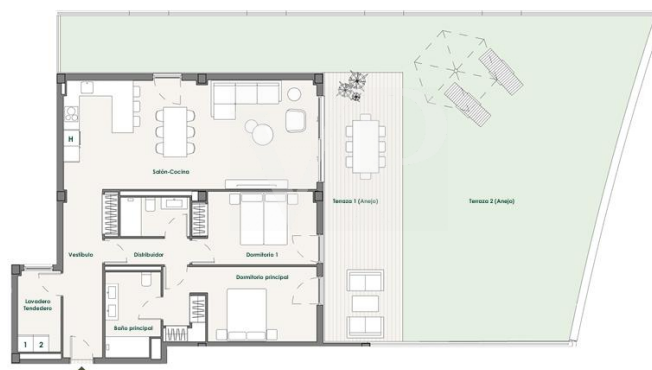 H
Salón-Cocina
Terraza 1 (Anejo)
Terraza 2 (Anejo)
Vestíbulo
Distribuidor
Dormitorio 1
Dormitorio principal
Lavadero
Tendedero
Baño principal
1 2